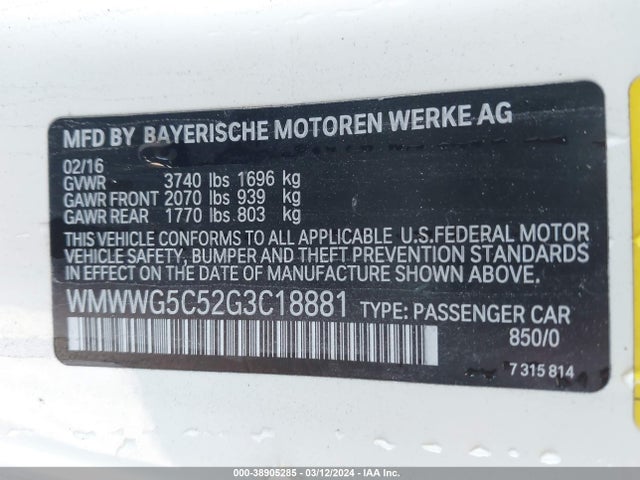 MFD BY BAYERISCHE MOTOREN WERKE AG
02/16
GVWR 3740 lbs 1696 kg
GAWR FRONT 2070 lbs 939 kg
GAWR REAR 1770 lbs 803 kg
THIS VEHICLE CONFORMS TO ALL APPLICABLE U.S.FEDERAL MOTOR
VEHICLE SAFETY, BUMPER AND THEFT PREVENTION
STANDARDS IN EFFECT ON THE DATE OF MANUFACTURE SHOWN ABOVE.
WMWWG5C52G3C18881 TYPE: PASSENGER CAR
850/0
7 315 814
000-38905285 - 03/12/2024 - IAA Inc.